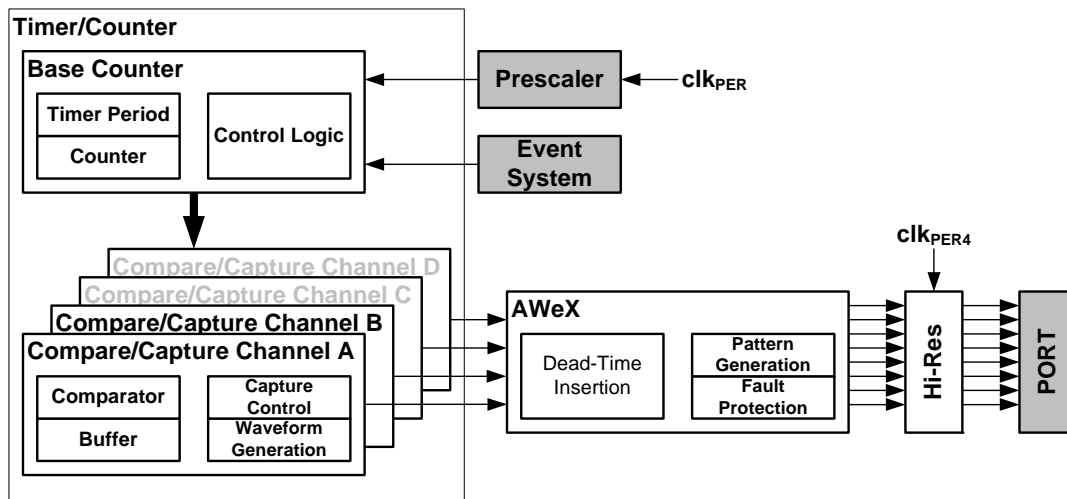 Timer/Counter
Base Counter
Timer Period
Counter
Control Logic
Prescaler
clkPER
Event
System
Compare/Capture Channel D
Compare/Capture Channel C
Compare/Capture Channel B
Compare/Capture Channel A
Comparator
Buffer
Capture
Control
Waveform
Generation
AWeX
Dead-Time
Insertion
Pattern
Generation
Fault
Protection
clkPER4
Hi-Res
PORT